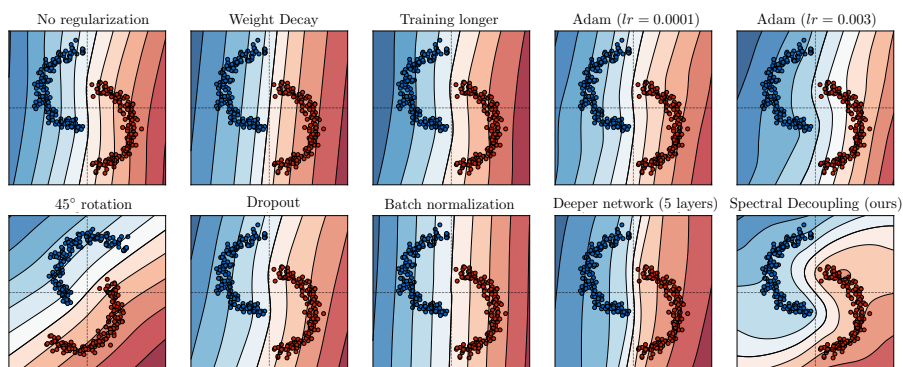 No regularization
Weight Decay
Training longer
Adam (lr = 0.0001)
Adam (lr = 0.003)
45° rotation
Dropout
Batch normalization
Deeper network (5 layers)
Spectral Decoupling (ours)